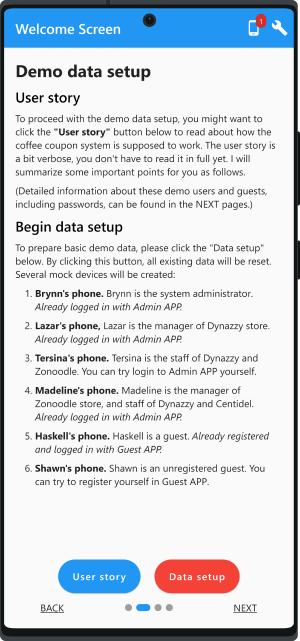 Welcome Screen
1
Demo data setup
User story
To proceed with the demo data setup, you might want to
click the "User story" button below to read about how the
coffee coupon system is supposed to work. The user story is
a bit verbose, you don't have to read it in full yet. I will
summarize some important points for you as follows.
(Detailed information about these demo users and guests,
including passwords, can be found in the NEXT pages.)
Begin data setup
To prepare basic demo data, please click the "Data setup"
below. By clicking this button, all existing data will be reset.
Several mock devices will be created:
1. Brynn's phone. Brynn is the system administrator.
Already logged in with Admin APP.
2. Lazar's phone, Lazar is the manager of Dynazzy store.
Already logged in with Admin APP.
3. Tersina's phone. Tersina is the staff of Dynazzy and
Zonoodle. You can try login to Admin APP yourself.
4. Madeline's phone. Madeline is the manager of
Zonoodle store, and staff of Dynazzy and Centidel.
Already logged in with Admin APP.
5. Haskell's phone. Haskell is a guest. Already registered
and logged in with Guest APP.
6. Shawn's phone. Shawn is an unregistered guest. You
can try to register yourself in Guest APP.
User story Data setup
BACK NEXT